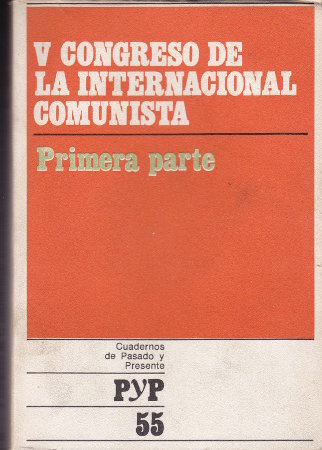 V CONGRESO DE
LA INTERNACIONAL
COMUNISTA
Primera parte
Cuadernos
de Pasado y
Presente
PyP
55